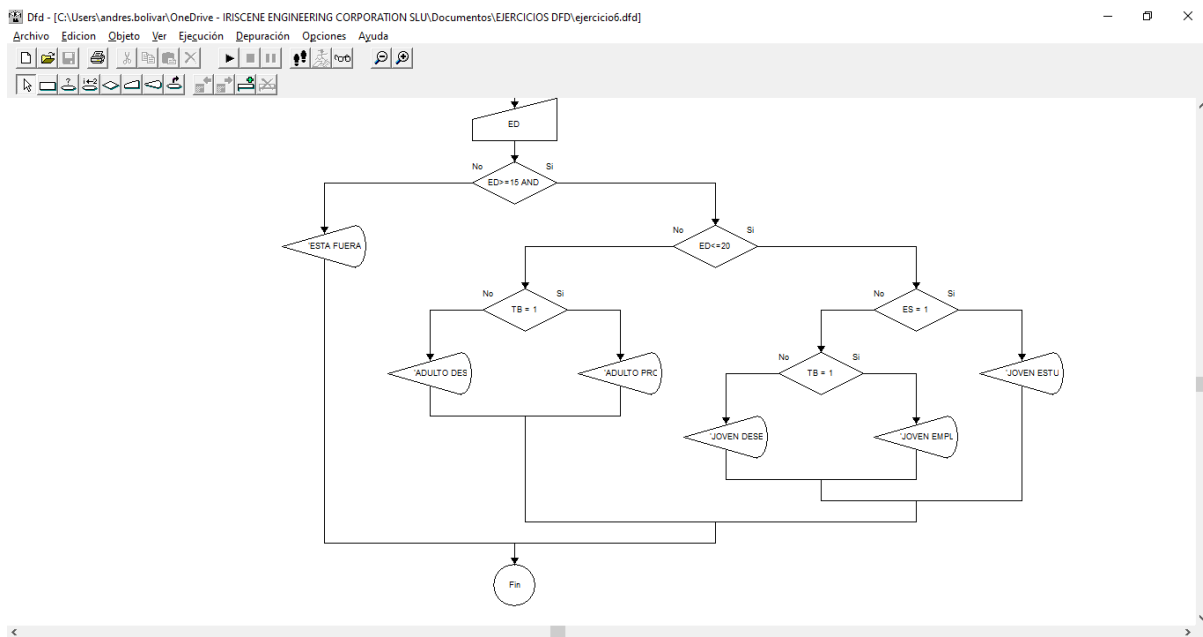 Dfd - [C:\Users\andres.bolivar\OneDrive - IRISCENE ENGINEERING CORPORATION SLU\Documentos\EJERCICIOS DFD\ejercicio6.dfd]
Archivo Edicion Objeto Ver Ejecución Depuración Opciones Ayuda
ED
No Si
ED>=15 AND
No Si
'ESTA FUERA ED<=20
No Si No Si
TB = 1 ES = 1
No Si
'ADULTO DES 'ADULTO PRO TB = 1 'JOVEN ESTU
'JOVEN DESE 'JOVEN EMPL
Fin